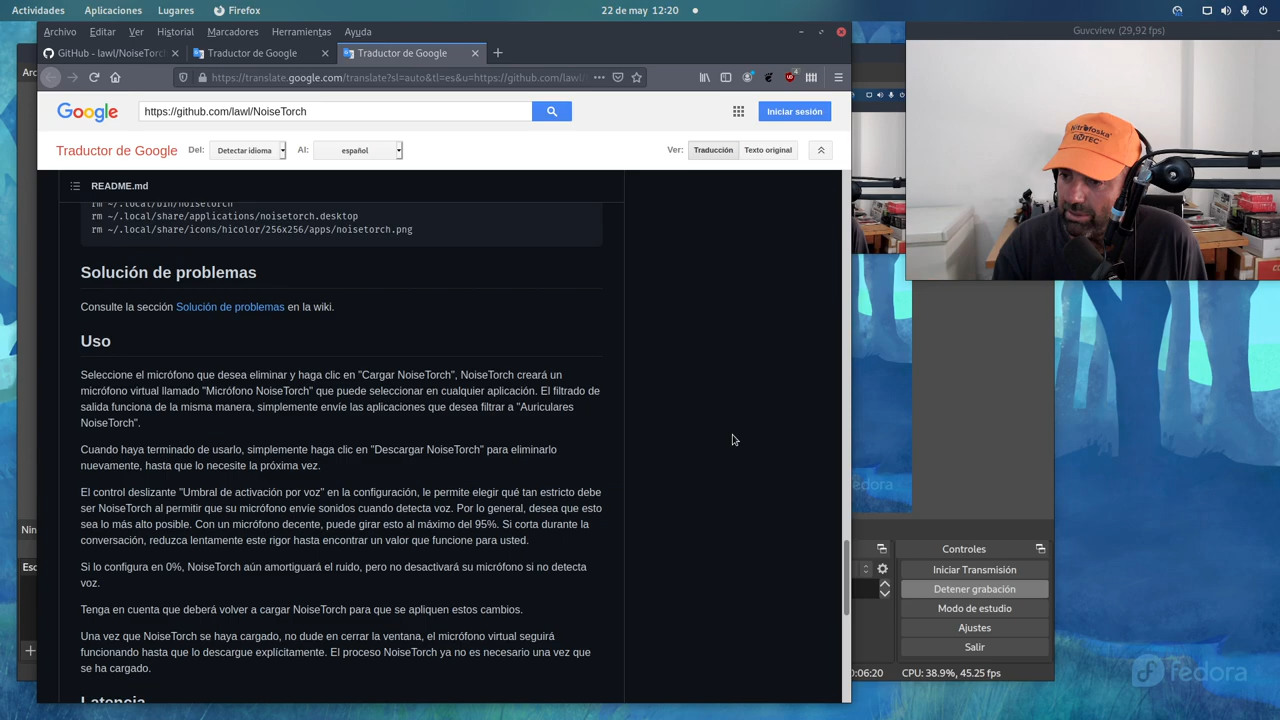 Actividades Aplicaciones Lugares Firefox 22 de may 12:20
Archivo Editar Ver Historial Marcadores Herramientas Ayuda
Guvcview (29,92 fps)
GitHub - lawl/NoiseTorc Traductor de Google Traductor de Google
https://translate.google.com/translate?sl=auto&tl=es&u=https://github.com/lawl/
Google https://github.com/lawl/NoiseTorch Iniciar sesión
Traductor de Google Del: Detectar idioma Al: español Ver: Traducción Texto original
README.md
rm ~/.local/bin/noisetorch
rm ~/.local/share/applications/noisetorch.desktop
rm ~/.local/share/icons/hicolor/256x256/apps/noisetorch.png
Solución de problemas
Consulte la sección Solución de problemas en la wiki.
Uso
Seleccione el micrófono que desea eliminar y haga clic en "Cargar NoiseTorch", NoiseTorch creará un
micrófono virtual llamado "Micrófono NoiseTorch" que puede seleccionar en cualquier aplicación. El filtrado de
salida funciona de la misma manera, simplemente envíe las aplicaciones que desea filtrar a "Auriculares
NoiseTorch".
Cuando haya terminado de usarlo, simplemente haga clic en "Descargar NoiseTorch" para eliminarlo
nuevamente, hasta que lo necesite la próxima vez.
El control deslizante "Umbral de activación por voz" en la configuración, le permite elegir qué tan estricto debe
ser NoiseTorch al permitir que su micrófono envíe sonidos cuando detecta voz. Por lo general, desea que esto
sea lo más alto posible. Con un micrófono decente, puede girar esto al máximo del 95%. Si corta durante la
conversación, reduzca lentamente este rigor hasta encontrar un valor que funcione para usted.
Si lo configura en 0%, NoiseTorch aún amortiguará el ruido, pero no desactivará su micrófono si no detecta
voz.
Tenga en cuenta que deberá volver a cargar NoiseTorch para que se apliquen estos cambios.
Una vez que NoiseTorch se haya cargado, no dude en cerrar la ventana, el micrófono virtual seguirá
funcionando hasta que lo descargue explícitamente. El proceso NoiseTorch ya no es necesario una vez que
se ha cargado.
Latencia
Nitrofoska
Arc
Nin
Esc
edora
Controles
Iniciar Transmisión
Detener grabación
Modo de estudio
Ajustes
Salir
0:06:20 CPU: 38.9%, 45.25 fps
fedora